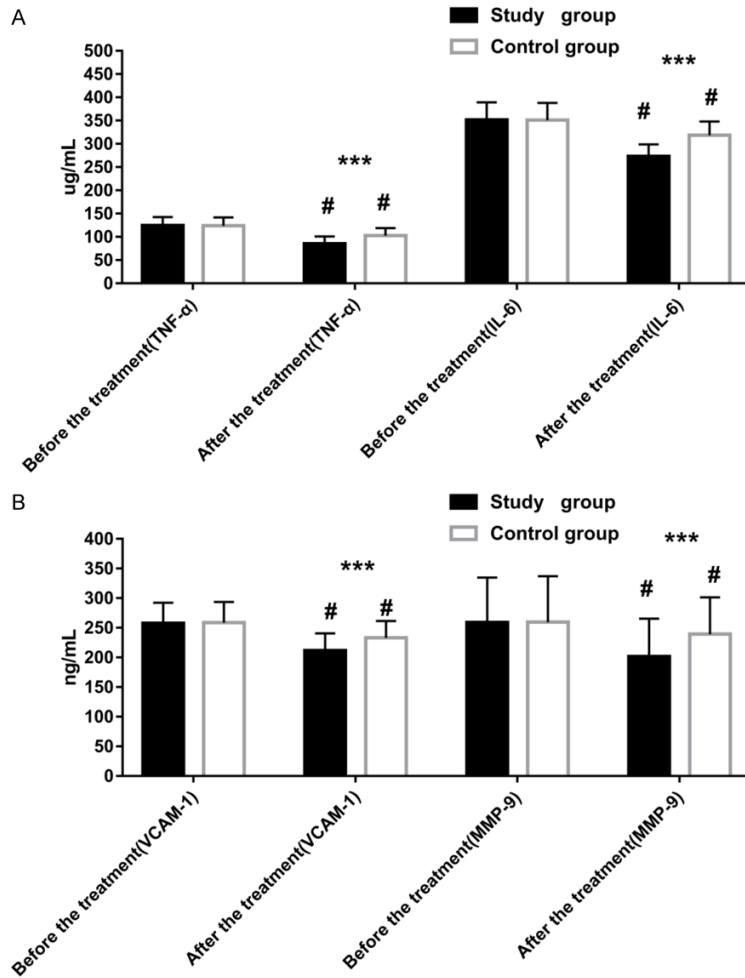 A
Study group
Control group
500
450
400
350
300
250
200
150
100
50
0
ug/mL
***
# #
***
# #
Before the treatment(TNF-α)
After the treatment(TNF-α)
Before the treatment(IL-6)
After the treatment(IL-6)
B
Study group
Control group
400
350
300
250
200
150
100
50
0
ng/mL
***
# #
***
# #
Before the treatment(VCAM-1)
After the treatment(VCAM-1)
Before the treatment(MMP-9)
After the treatment(MMP-9)